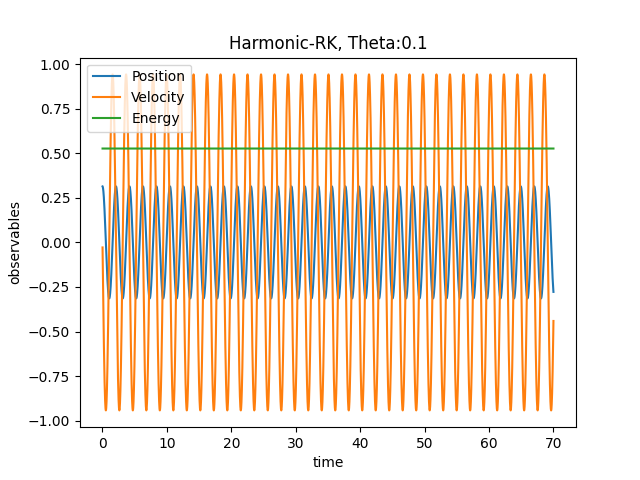 Harmonic-RK, Theta:0.1
Position
Velocity
Energy
1.00
0.75
0.50
0.25
0.00
−0.25
−0.50
−0.75
−1.00
observables
0 10 20 30 40 50 60 70
time